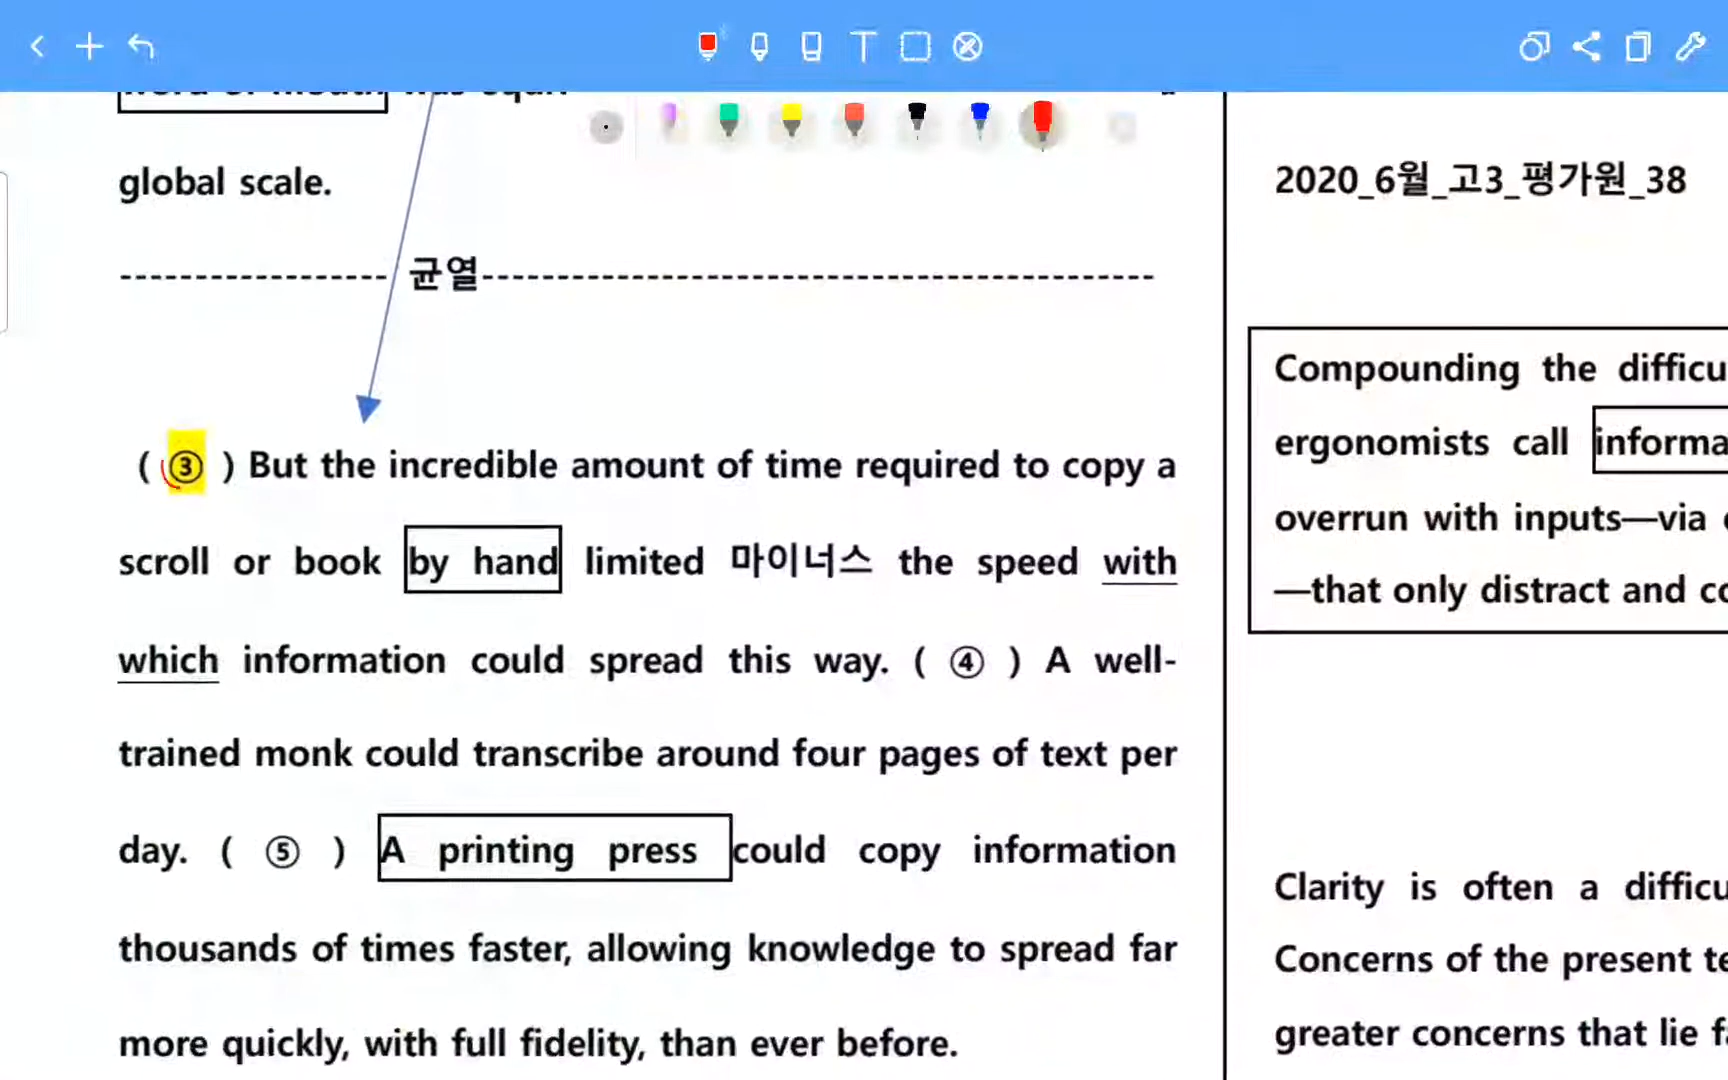 global scale.
------------------ 균열---------------------------------------------
( ③ ) But the incredible amount of time required to copy a
scroll or book by hand limited 마이너스 the speed with
which information could spread this way. ( ④ ) A well-
trained monk could transcribe around four pages of text per
day. ( ⑤ ) A printing press could copy information
thousands of times faster, allowing knowledge to spread far
more quickly, with full fidelity, than ever before.
2020_6월_고3_평가원_38
Compounding the difficu
ergonomists call informa
overrun with inputs—via
—that only distract and co
Clarity is often a difficu
Concerns of the present te
greater concerns that lie fa